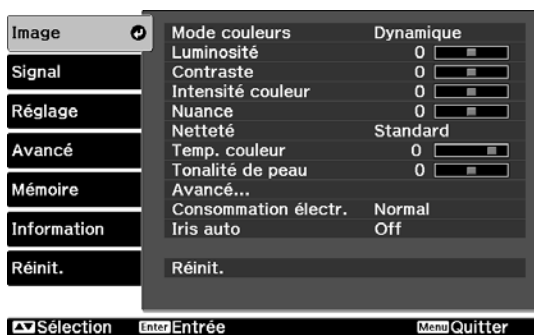 Image
Signal
Réglage
Avancé
Mémoire
Information
Réinit.
Mode couleurs Dynamique
Luminosité 0
Contraste 0
Intensité couleur 0
Nuance 0
Netteté Standard
Temp. couleur 0
Tonalité de peau 0
Avancé...
Consommation électr. Normal
Iris auto Off
Réinit.
Sélection Enter Entrée Menu Quitter